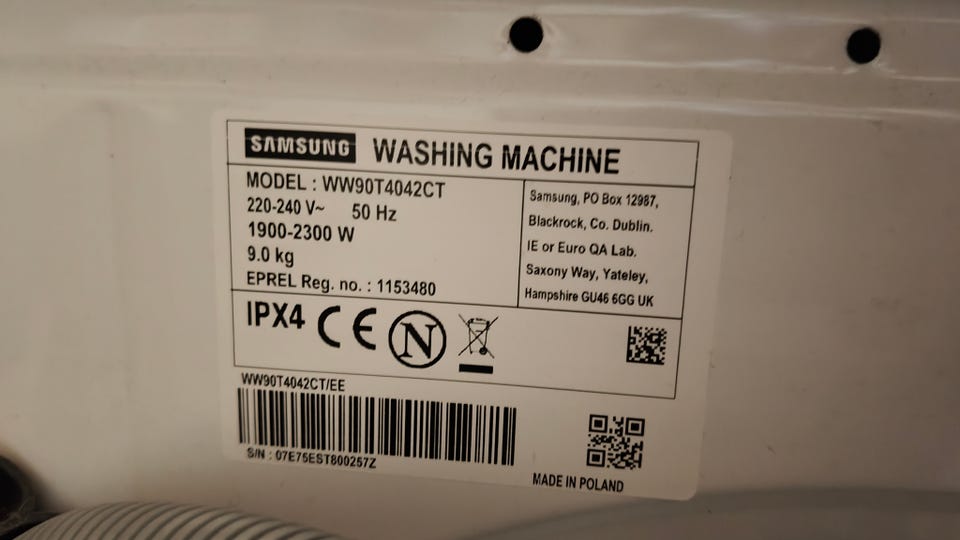 SAMSUNG WASHING MACHINE
MODEL : WW90T4042CT
220-240 V~ 50 Hz
1900-2300 W
9.0 kg
EPREL Reg. no. : 1153480
Samsung, PO Box 12987,
Blackrock, Co. Dublin.
IE or Euro QA Lab.
Saxony Way, Yateley,
Hampshire GU46 6GG UK
IPX4 CE N
WW90T4042CT/EE
S/N : 07E75EST800257Z
MADE IN POLAND